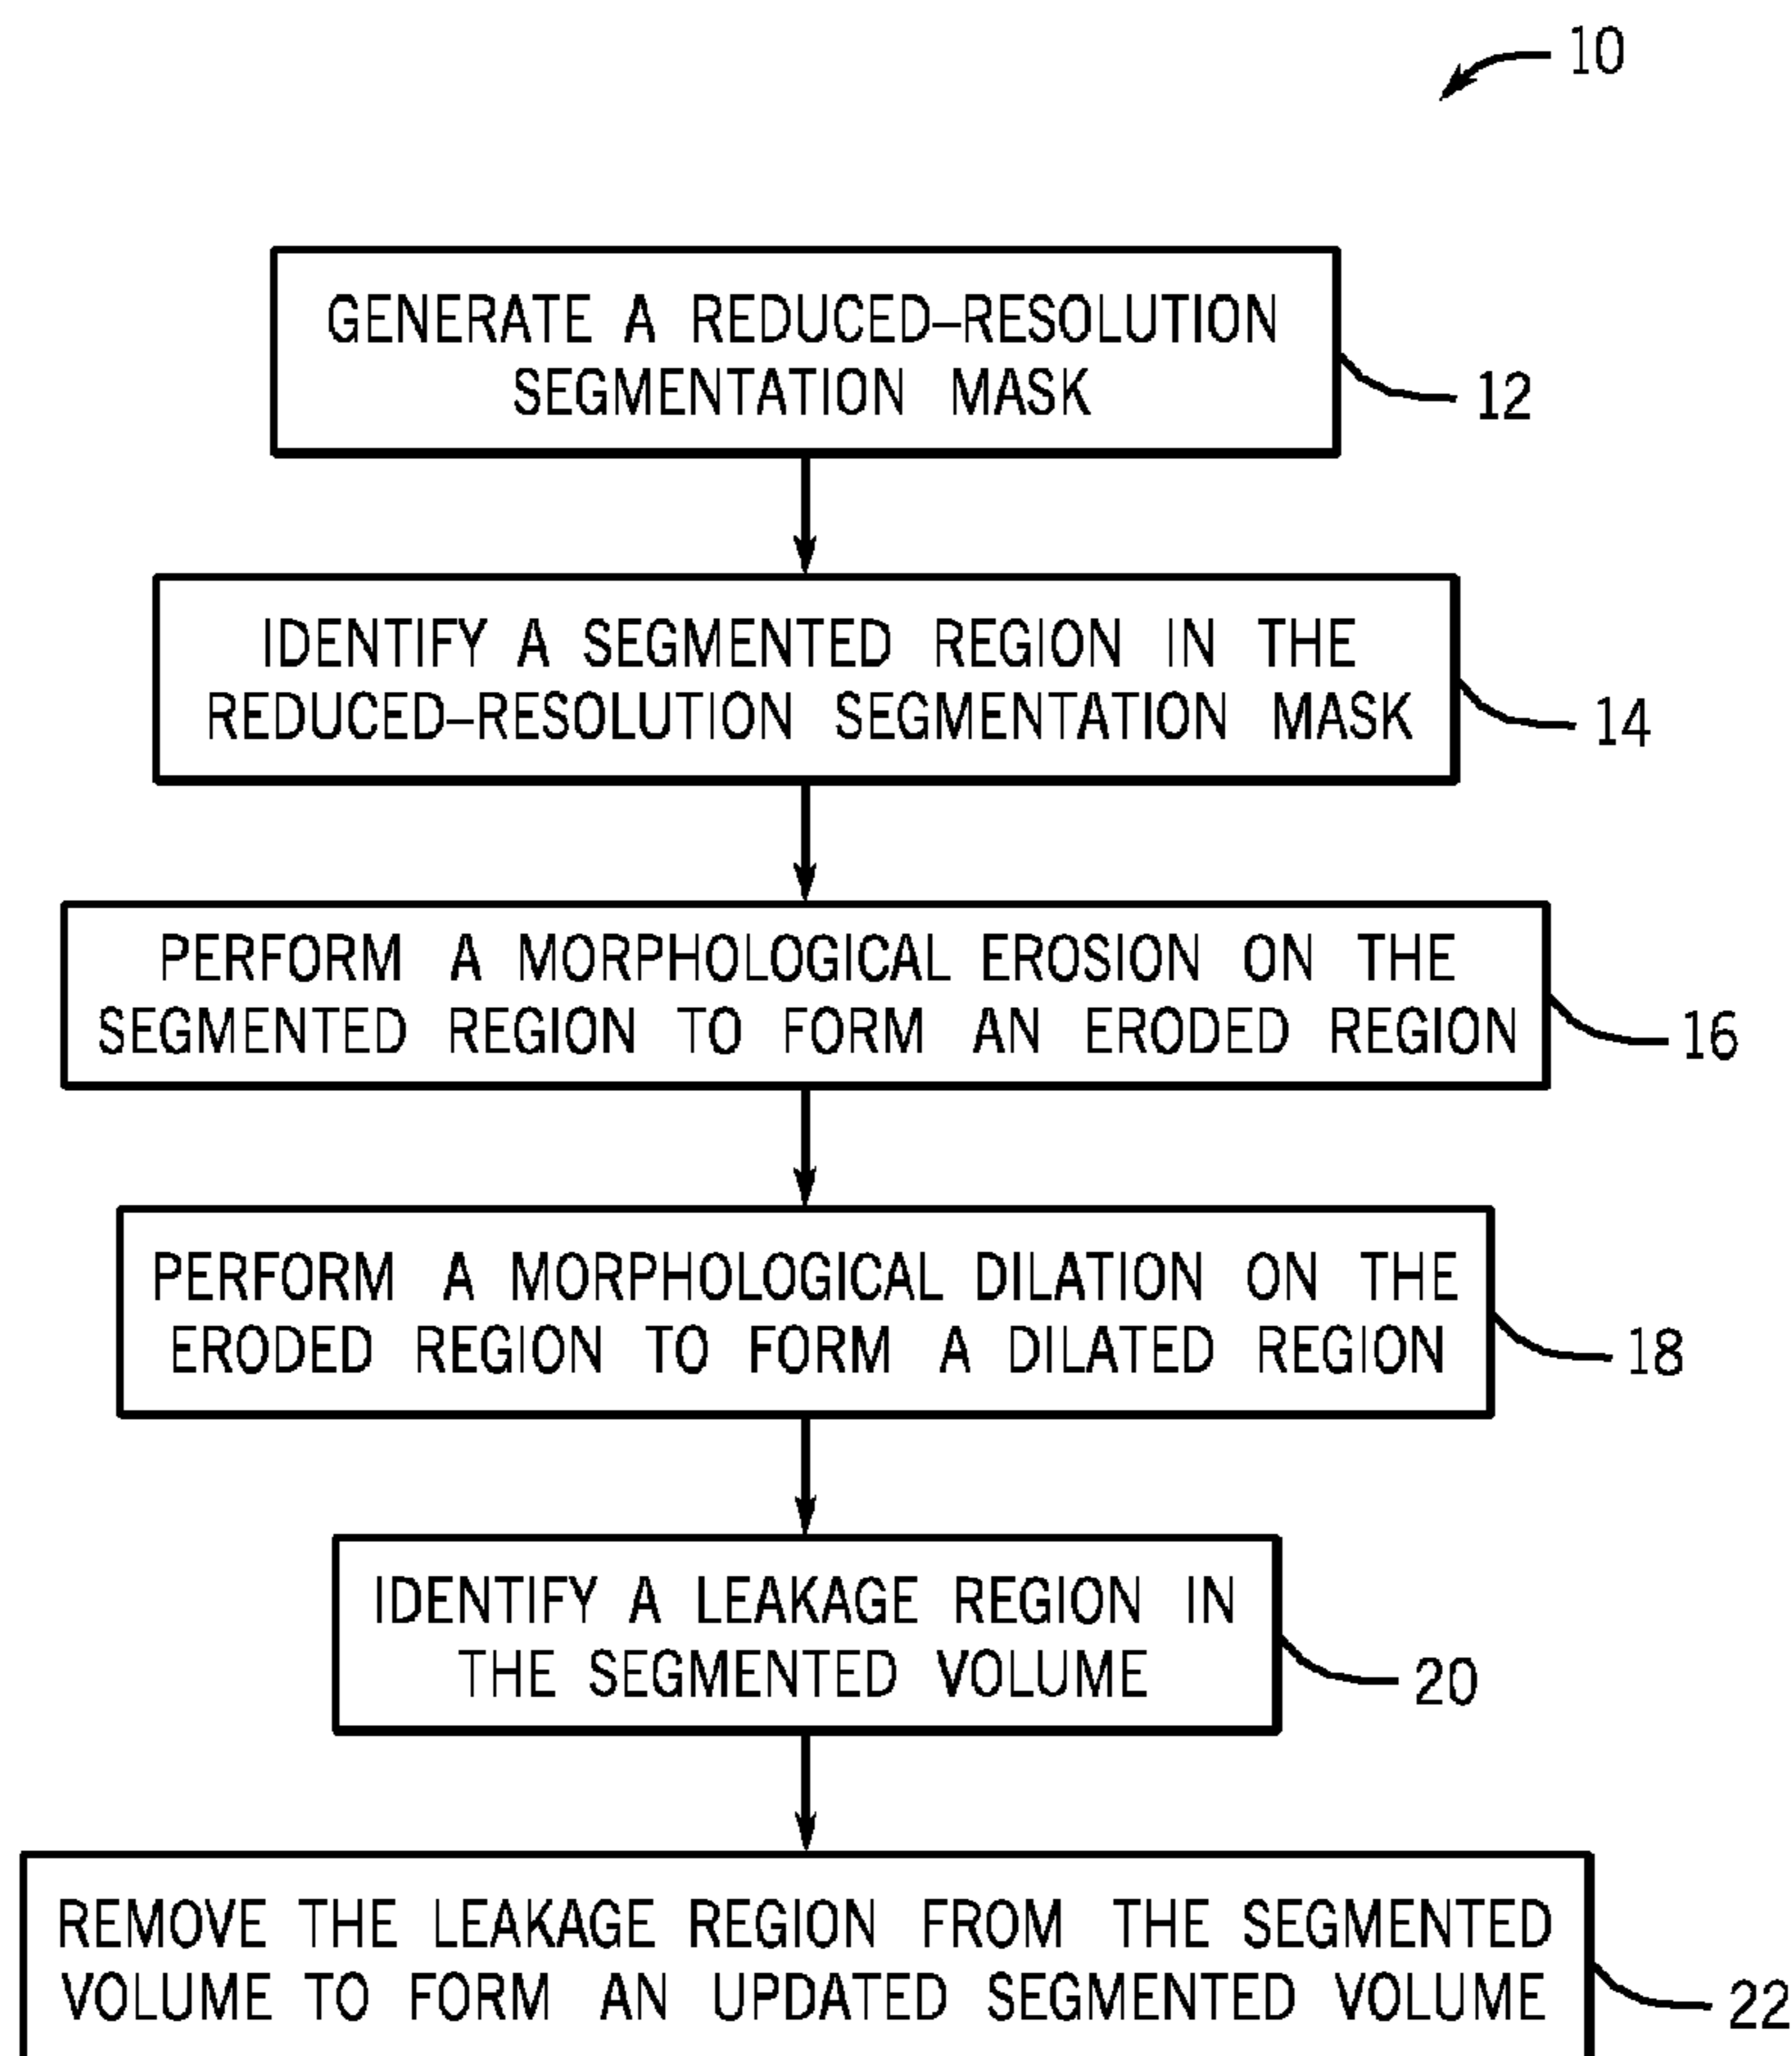 10
GENERATE A REDUCED–RESOLUTION
SEGMENTATION MASK
12
IDENTIFY A SEGMENTED REGION IN THE
REDUCED–RESOLUTION SEGMENTATION MASK
14
PERFORM A MORPHOLOGICAL EROSION ON THE
SEGMENTED REGION TO FORM AN ERODED REGION
16
PERFORM A MORPHOLOGICAL DILATION ON THE
ERODED REGION TO FORM A DILATED REGION
18
IDENTIFY A LEAKAGE REGION IN
THE SEGMENTED VOLUME
20
REMOVE THE LEAKAGE REGION FROM THE SEGMENTED
VOLUME TO FORM AN UPDATED SEGMENTED VOLUME
22